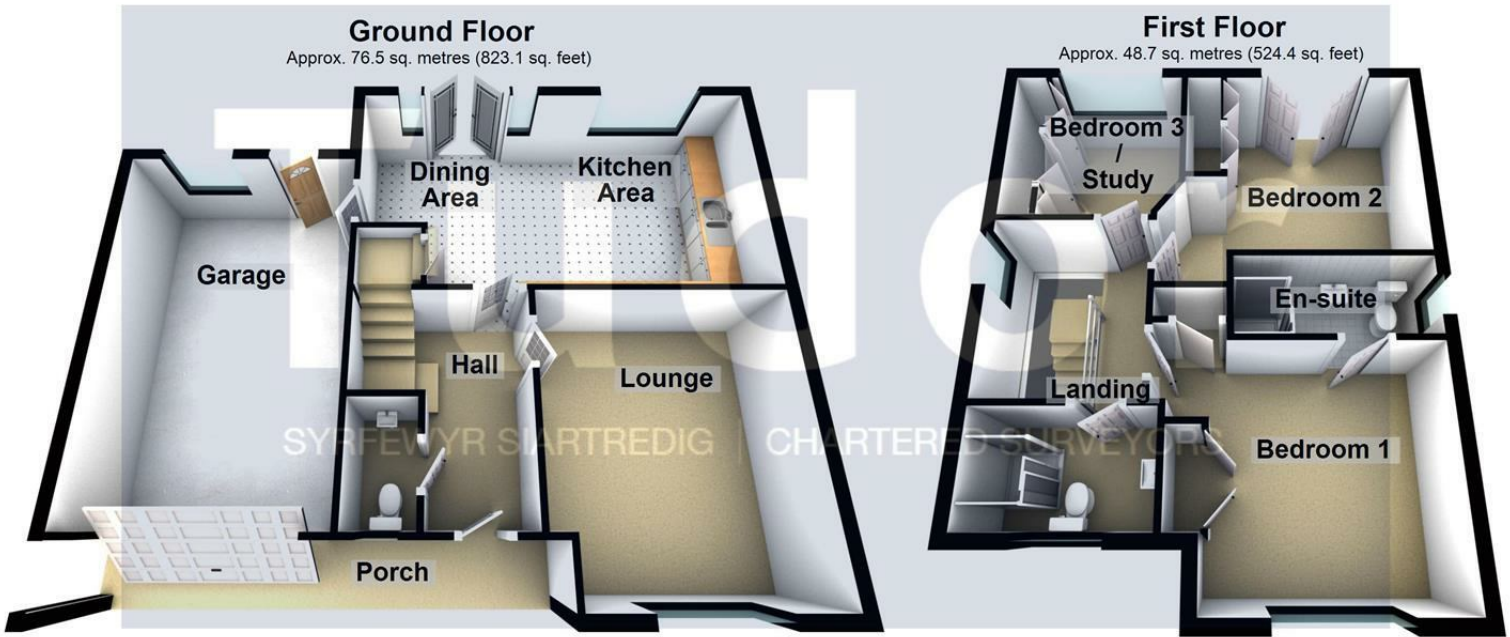 Ground Floor
Approx. 76.5 sq. metres (823.1 sq. feet)
Dining
Area
Kitchen
Area
Garage
Hall
Lounge
Porch
First Floor
Approx. 48.7 sq. metres (524.4 sq. feet)
Bedroom 3
/
Study
Bedroom 2
En-suite
Landing
Bedroom 1
Tudor
SYRFEWYR SIARTREDIG | CHARTERED SURVEYORS